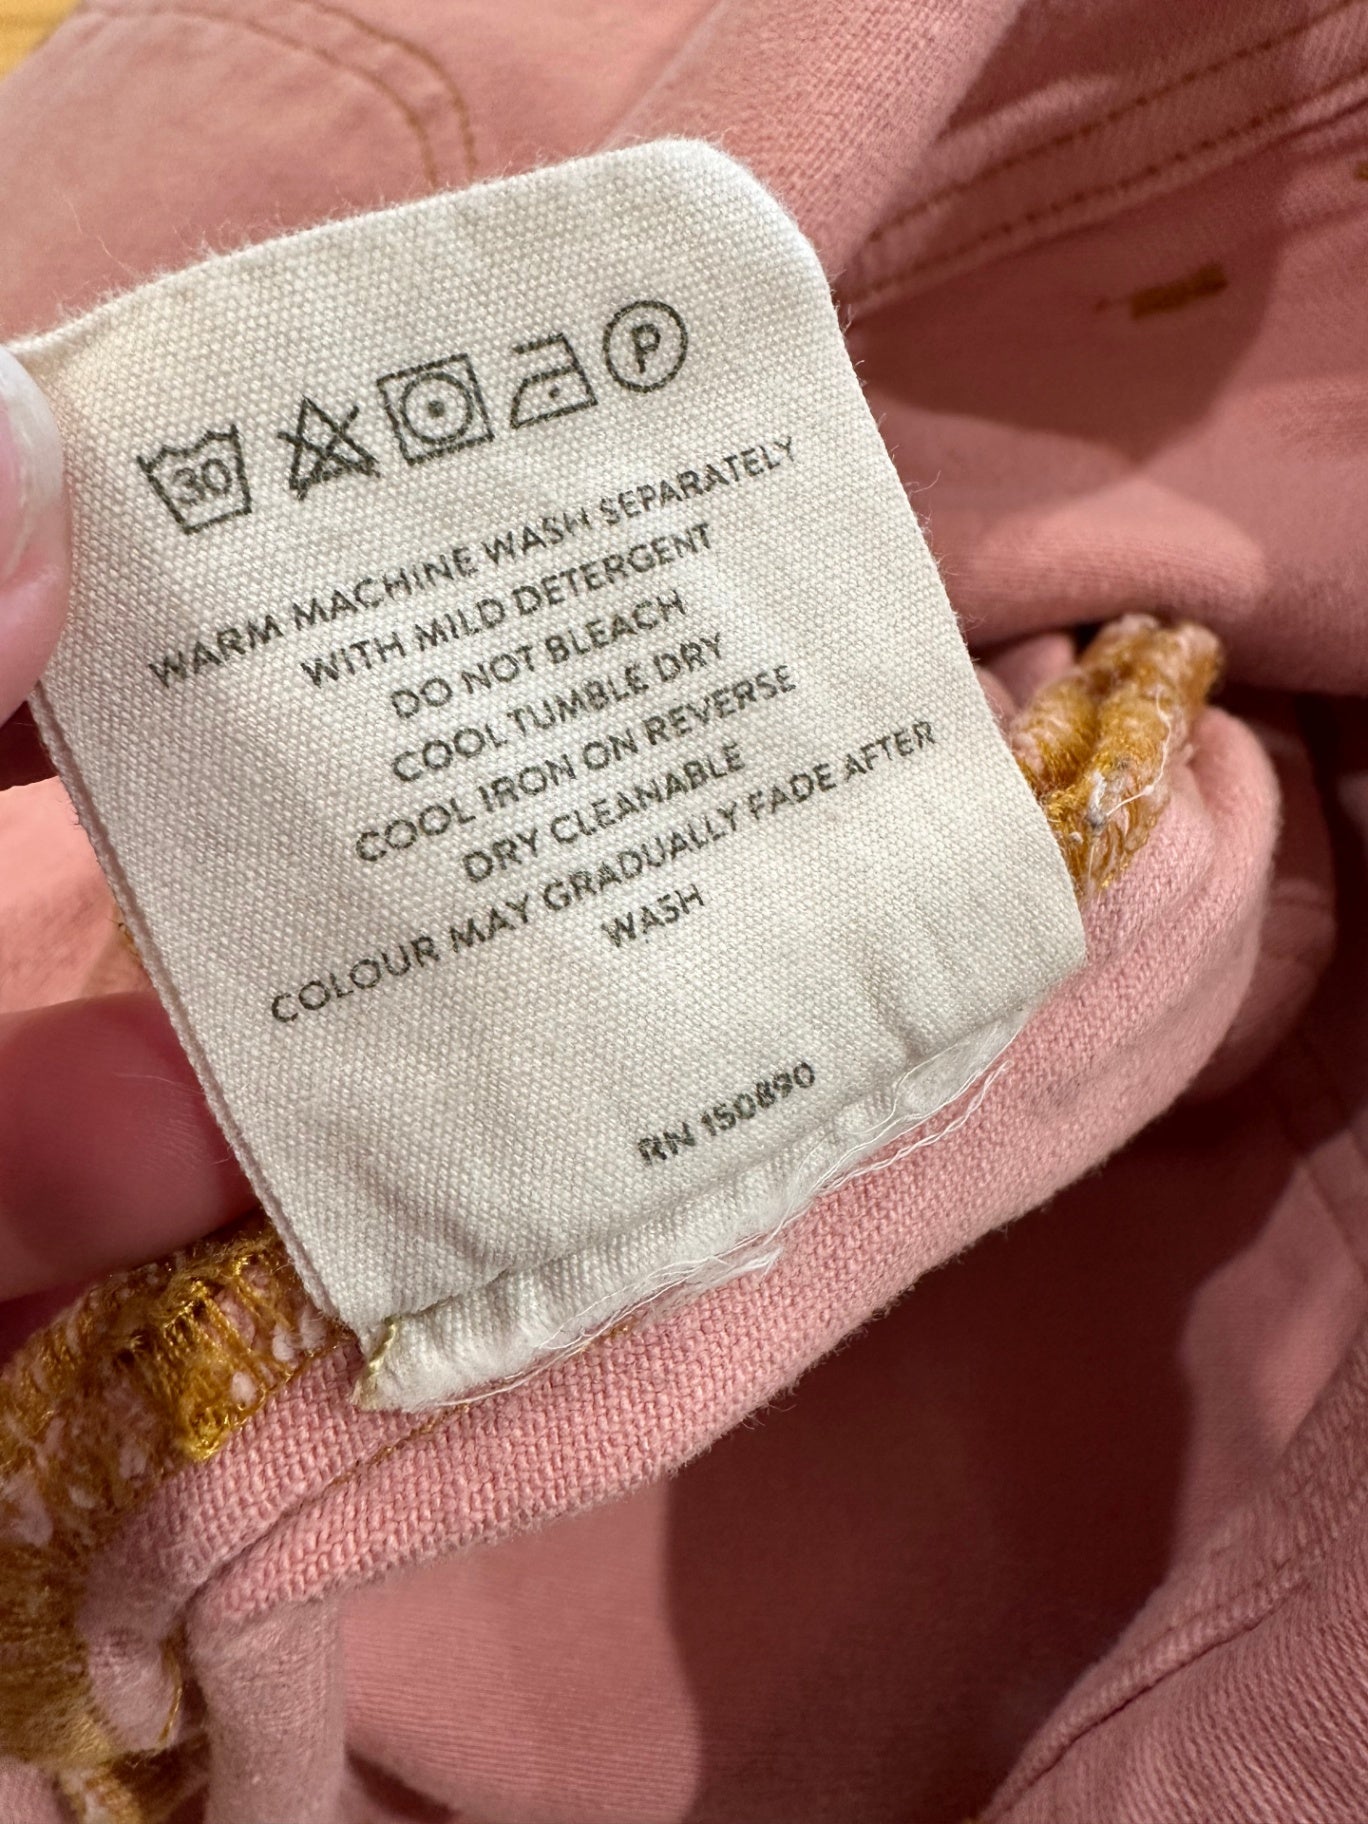 30 P
WARM MACHINE WASH SEPARATELY
WITH MILD DETERGENT
DO NOT BLEACH
COOL TUMBLE DRY
COOL IRON ON REVERSE
DRY CLEANABLE
COLOUR MAY GRADUALLY FADE AFTER
WASH
RN 150890